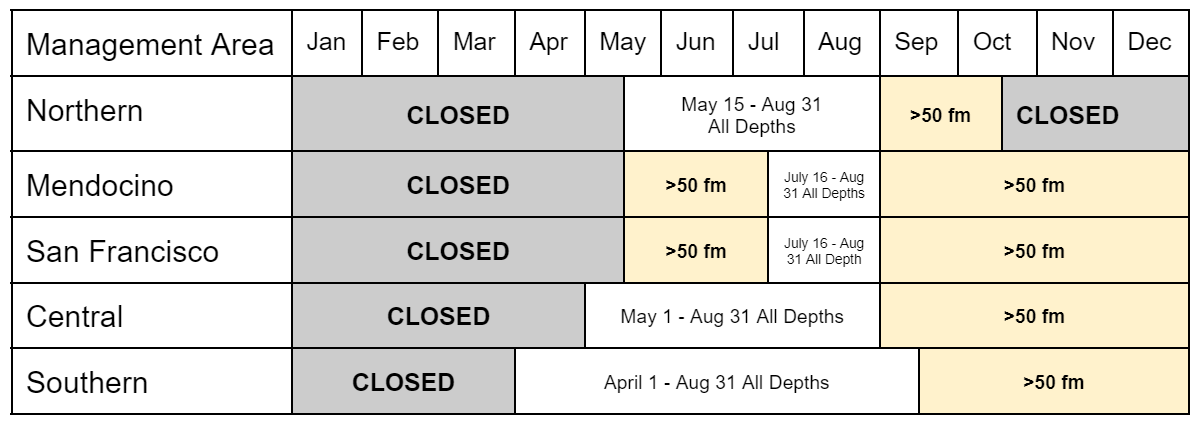 Management Area Jan Feb Mar Apr May Jun Jul Aug Sep Oct Nov Dec
Northern CLOSED May 15 - Aug 31 >50 fm CLOSED
All Depths
Mendocino CLOSED >50 fm July 16 - Aug >50 fm
31 All Depths
San Francisco CLOSED >50 fm July 16 - Aug >50 fm
31 All Depth
Central CLOSED May 1 - Aug 31 All Depths >50 fm
Southern CLOSED April 1 - Aug 31 All Depths >50 fm